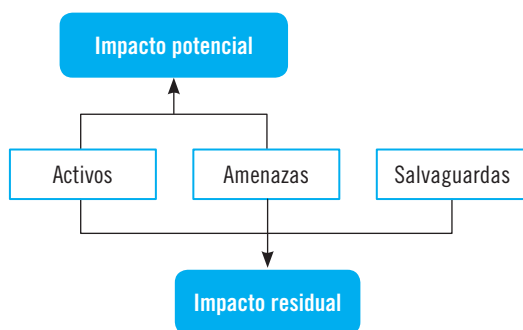 Impacto potencial
Activos
Amenazas
Salvaguardas
Impacto residual